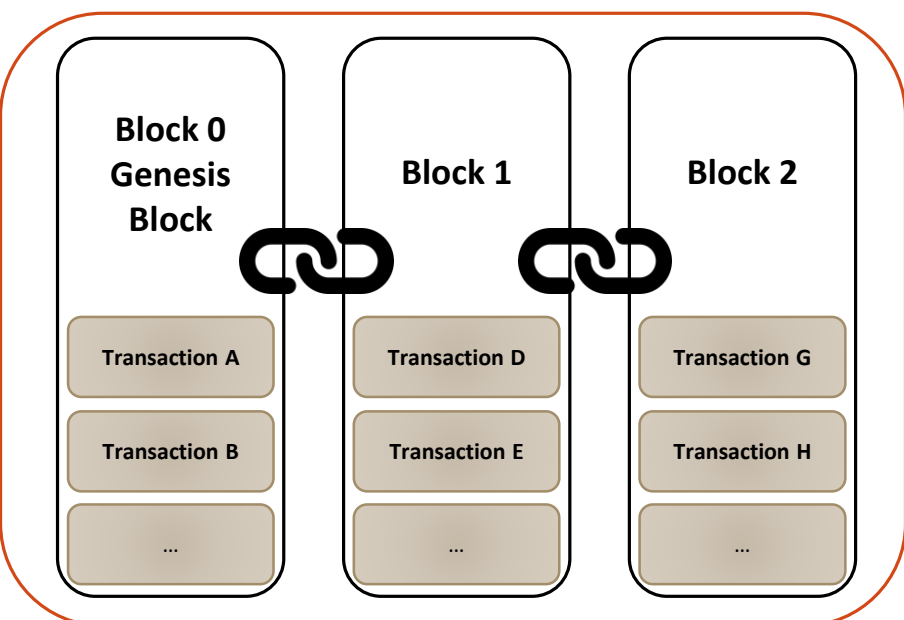 Block 0
Genesis
Block
Transaction A
Transaction B
...
Block 1
Transaction D
Transaction E
...
Block 2
Transaction G
Transaction H
...